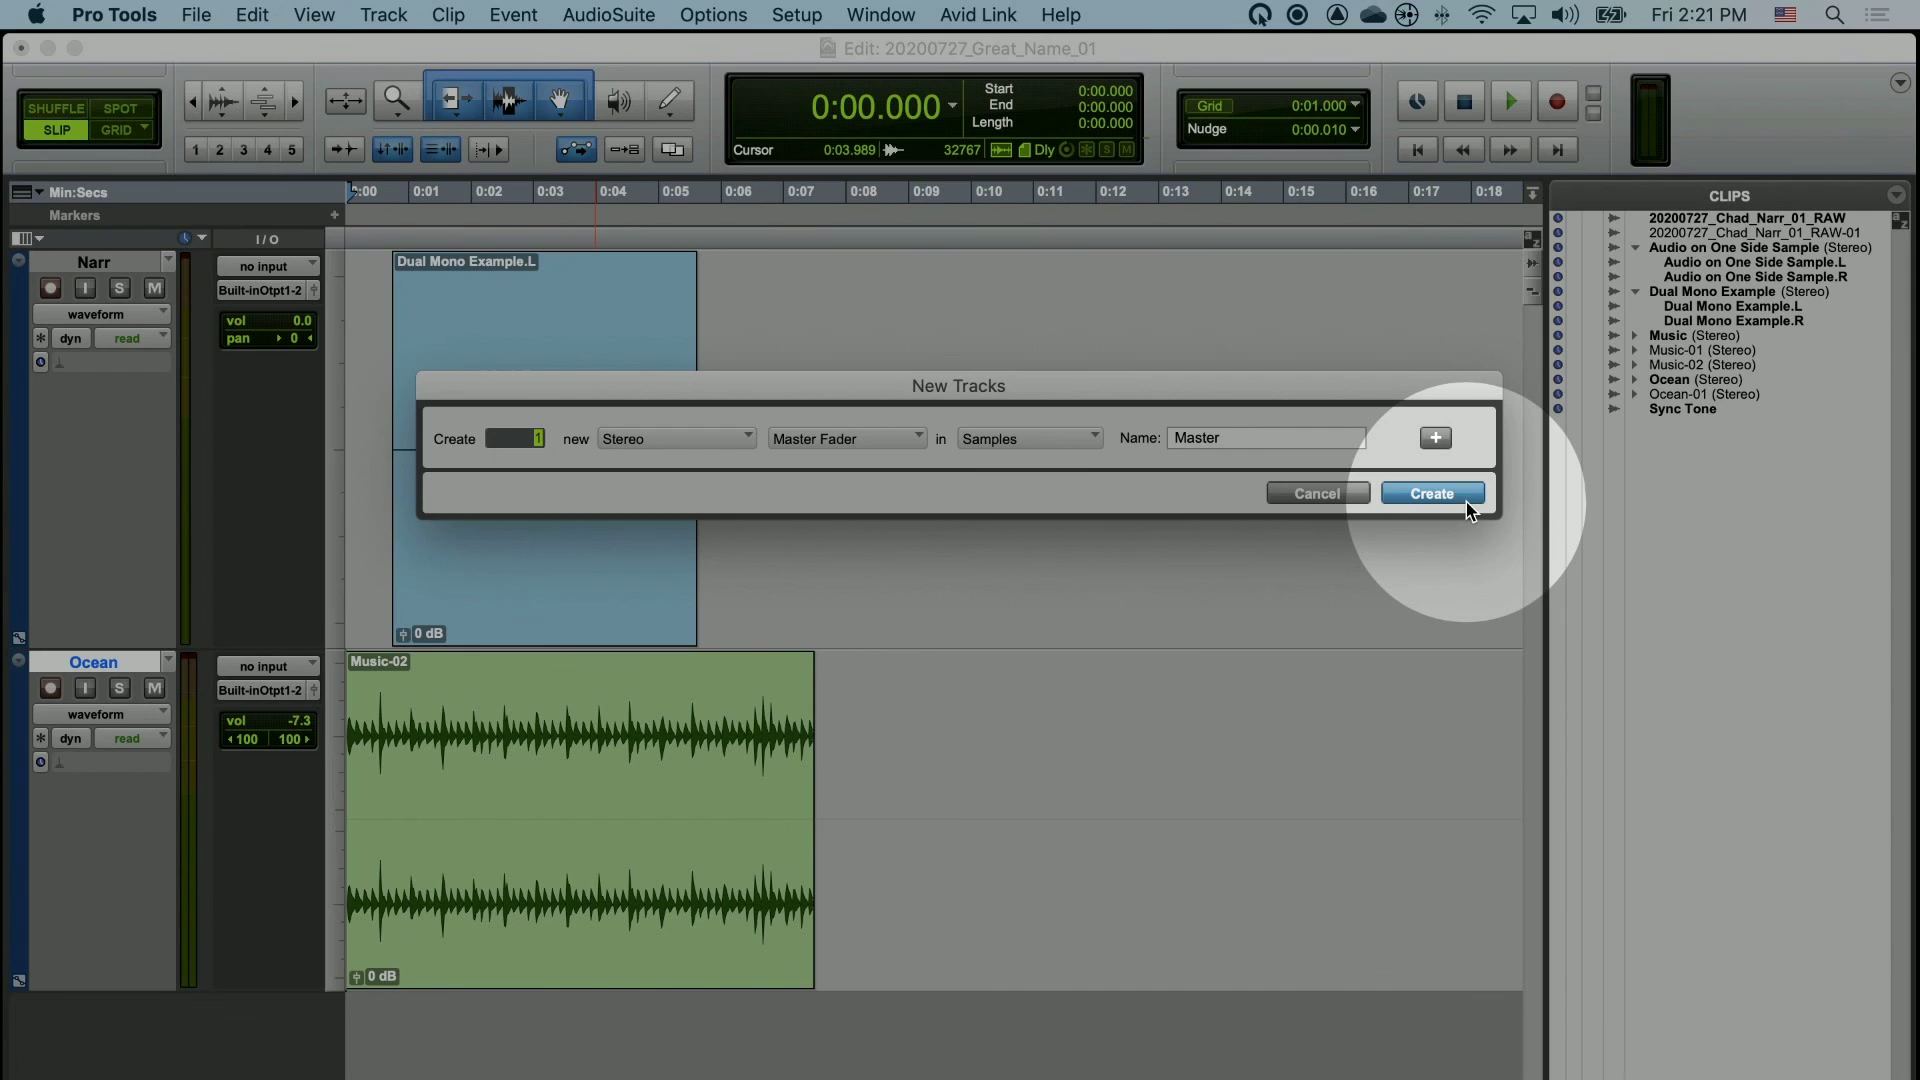 Pro Tools File Edit View Track Clip Event AudioSuite Options Setup Window Avid Link Help Fri 2:21 PM
Edit: 20200727_Great_Name_01
SHUFFLE SPOT
SLIP GRID
1 2 3 4 5
0:00.000
Start 0:00.000
End 0:00.000
Length 0:00.000
Cursor 0:03.989 32767 Dly S M
Grid 0:01.000
Nudge 0:00.010
Min:Secs
0:00 0:01 0:02 0:03 0:04 0:05 0:06 0:07 0:08 0:09 0:10 0:11 0:12 0:13 0:14 0:15 0:16 0:17 0:18
Markers +
I/O
Narr
I S M
waveform
dyn read
no input
Built-inOtpt1-2
vol 0.0
pan 0
Dual Mono Example.L
0 dB
New Tracks
Create 1 new Stereo Master Fader in Samples Name: Master +
Cancel Create
Ocean
I S M
waveform
dyn read
no input
Built-inOtpt1-2
vol -7.3
100 100
Music-02
0 dB
CLIPS
a z
20200727_Chad_Narr_01_RAW
20200727_Chad_Narr_01_RAW-01
Audio on One Side Sample (Stereo)
Audio on One Side Sample.L
Audio on One Side Sample.R
Dual Mono Example (Stereo)
Dual Mono Example.L
Dual Mono Example.R
Music (Stereo)
Music-01 (Stereo)
Music-02 (Stereo)
Ocean (Stereo)
Ocean-01 (Stereo)
Sync Tone